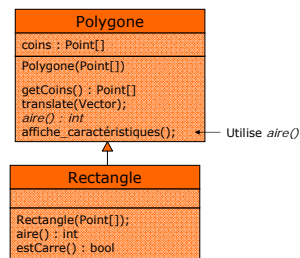 Polygone
coins : Point[]
Polygone(Point[])
getCoins() : Point[]
translate(Vector);
aire() : int
affiche_caractéristiques();
Utilise aire()
Rectangle
Rectangle(Point[]);
aire() : int
estCarre() : bool